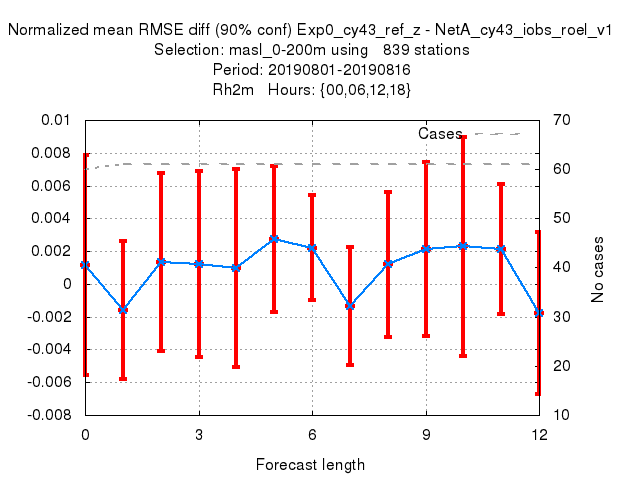 Normalized mean RMSE diff (90% conf) Exp0_cy43_ref_z - NetA_cy43_iobs_roel_v1
Selection: masl_0-200m using 839 stations
Period: 20190801-20190816
Rh2m Hours: {00,06,12,18}
0.01
0.008
0.006
0.004
0.002
0
-0.002
-0.004
-0.006
-0.008
Cases
70
60
50
40
30
20
10
No cases
0 3 6 9 12
Forecast length